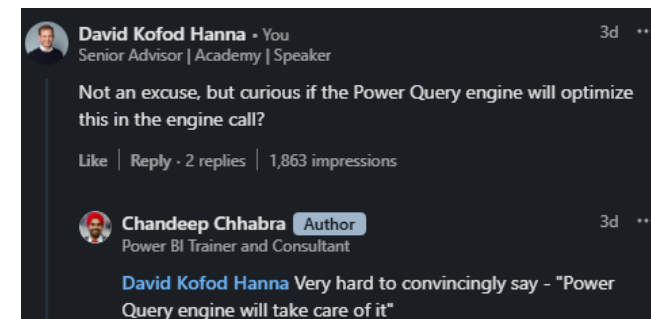 David Kofod Hanna • You
3d
Senior Advisor | Academy | Speaker
Not an excuse, but curious if the Power Query engine will optimize
this in the engine call?
Like | Reply · 2 replies | 1,863 impressions
Chandeep Chhabra Author
3d
Power BI Trainer and Consultant
David Kofod Hanna Very hard to convincingly say - "Power
Query engine will take care of it"